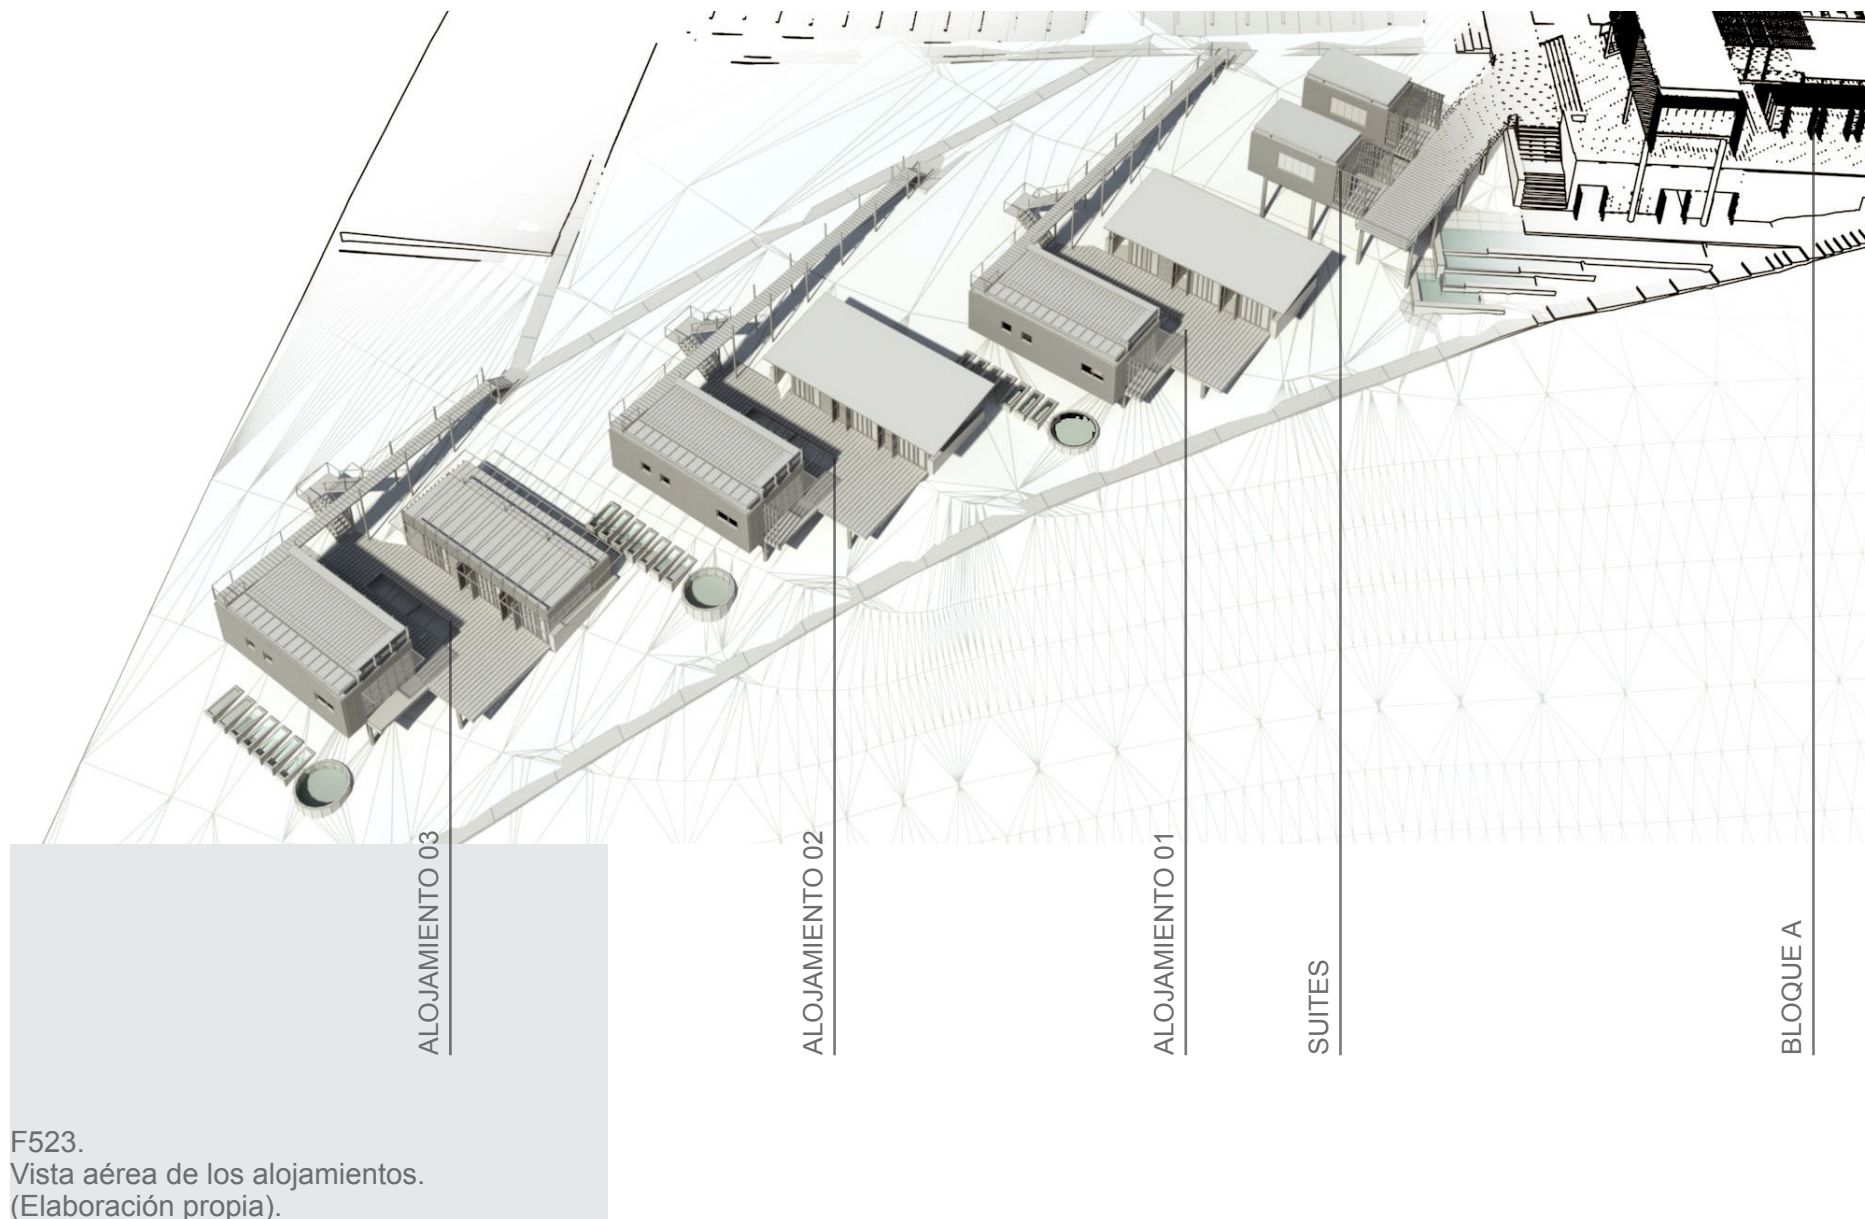 ALOJAMIENTO 03
ALOJAMIENTO 02
ALOJAMIENTO 01
SUITES
BLOQUE A
F523.
Vista aérea de los alojamientos.
(Elaboración propia).